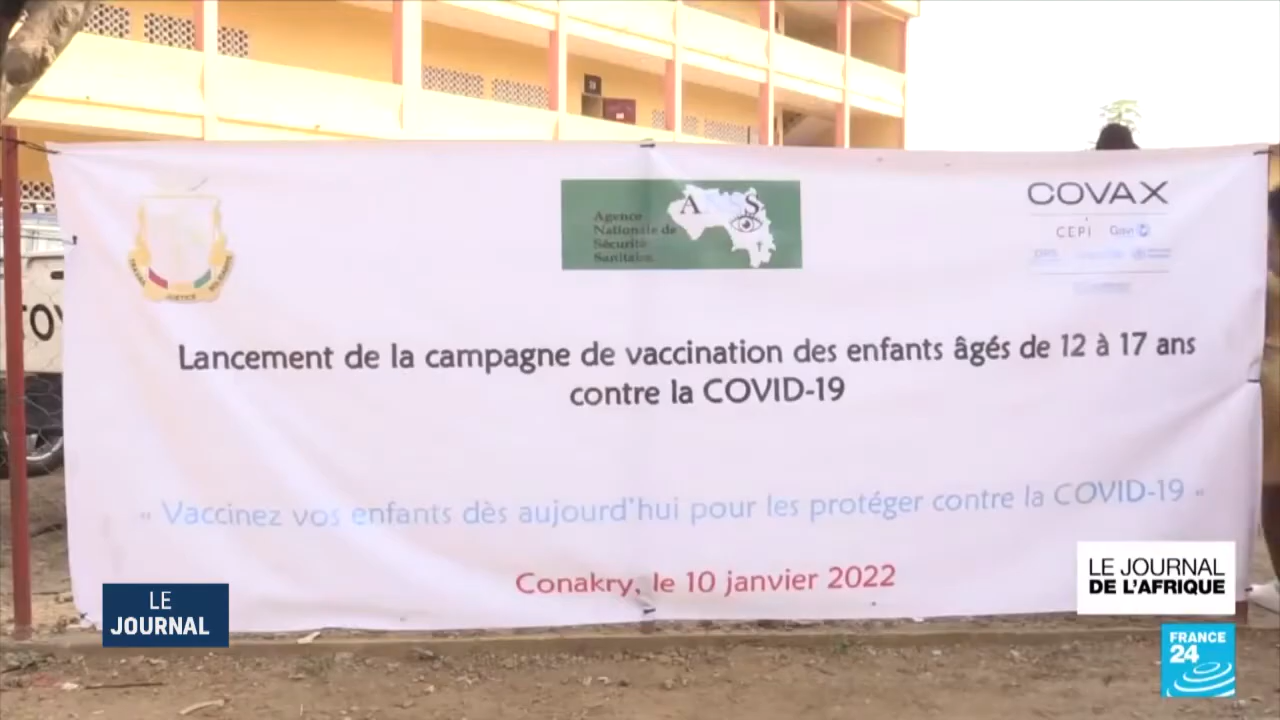 COVAX
CEPI Gavi
A S
Agence
Nationale de
Sécurité
Sanitaire
TOY
Lancement de la campagne de vaccination des enfants âgés de 12 à 17 ans
contre la COVID-19
« Vaccinez vos enfants dès aujourd'hui pour les protéger contre la COVID-19 «
Conakry, le 10 janvier 2022
LE JOURNAL
DE L'AFRIQUE
LE
JOURNAL
FRANCE
24